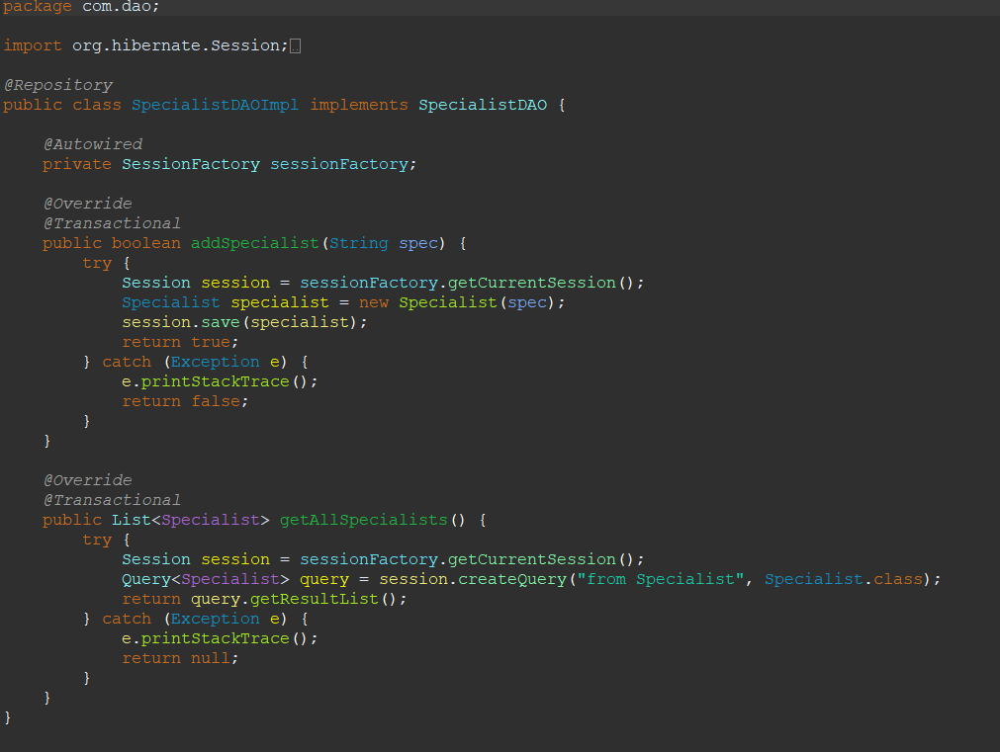 package com.dao;
import org.hibernate.Session;
@Repository
public class SpecialistDAOImpl implements SpecialistDAO {
@Autowired
private SessionFactory sessionFactory;
@Override
@Transactional
public boolean addSpecialist(String spec) {
try {
Session session = sessionFactory.getCurrentSession();
Specialist specialist = new Specialist(spec);
session.save(specialist);
return true;
} catch (Exception e) {
e.printStackTrace();
return false;
}
}
@Override
@Transactional
public List<Specialist> getAllSpecialists() {
try {
Session session = sessionFactory.getCurrentSession();
Query<Specialist> query = session.createQuery("from Specialist", Specialist.class);
return query.getResultList();
} catch (Exception e) {
e.printStackTrace();
return null;
}
}
}